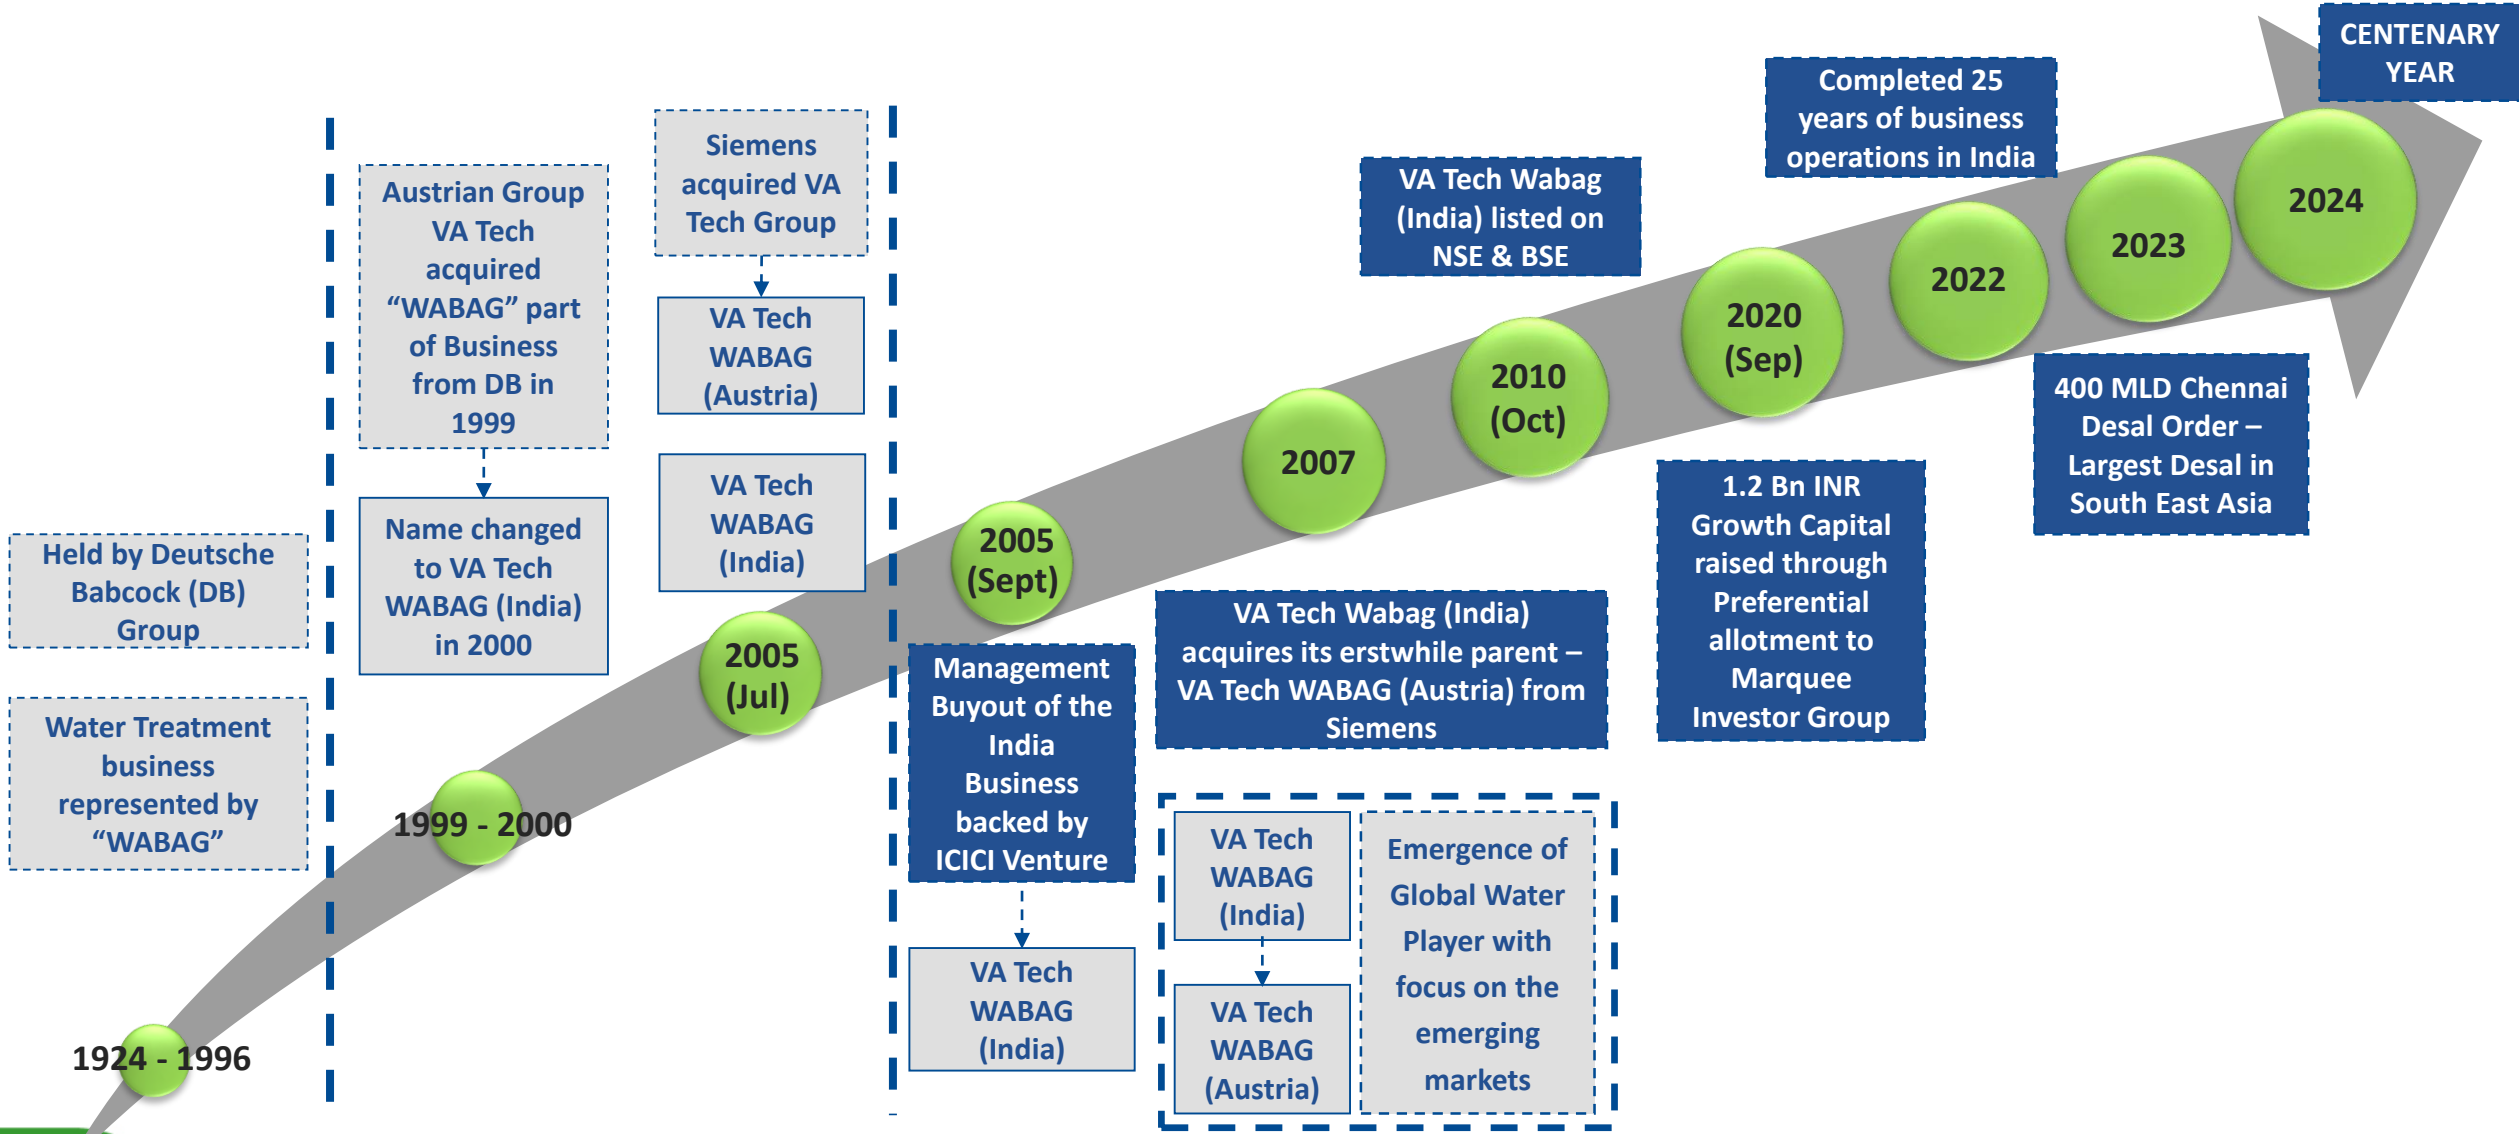 Held by Deutsche
Babcock (DB)
Group
Water Treatment
business
represented by
“WABAG”
1924 - 1996
Austrian Group
VA Tech
acquired
“WABAG” part
of Business
from DB in
1999
Name changed
to VA Tech
WABAG (India)
in 2000
1999 - 2000
Siemens
acquired VA
Tech Group
VA Tech
WABAG
(Austria)
VA Tech
WABAG
(India)
2005
(Jul)
2005
(Sept)
Management
Buyout of the
India
Business
backed by
ICICI Venture
VA Tech
WABAG
(India)
2007
VA Tech Wabag (India)
acquires its erstwhile parent –
VA Tech WABAG (Austria) from
Siemens
VA Tech
WABAG
(India)
VA Tech
WABAG
(Austria)
Emergence of
Global Water
Player with
focus on the
emerging
markets
VA Tech Wabag
(India) listed on
NSE & BSE
2010
(Oct)
2020
(Sep)
1.2 Bn INR
Growth Capital
raised through
Preferential
allotment to
Marquee
Investor Group
Completed 25
years of business
operations in India
2022
2023
400 MLD Chennai
Desal Order –
Largest Desal in
South East Asia
CENTENARY
YEAR
2024